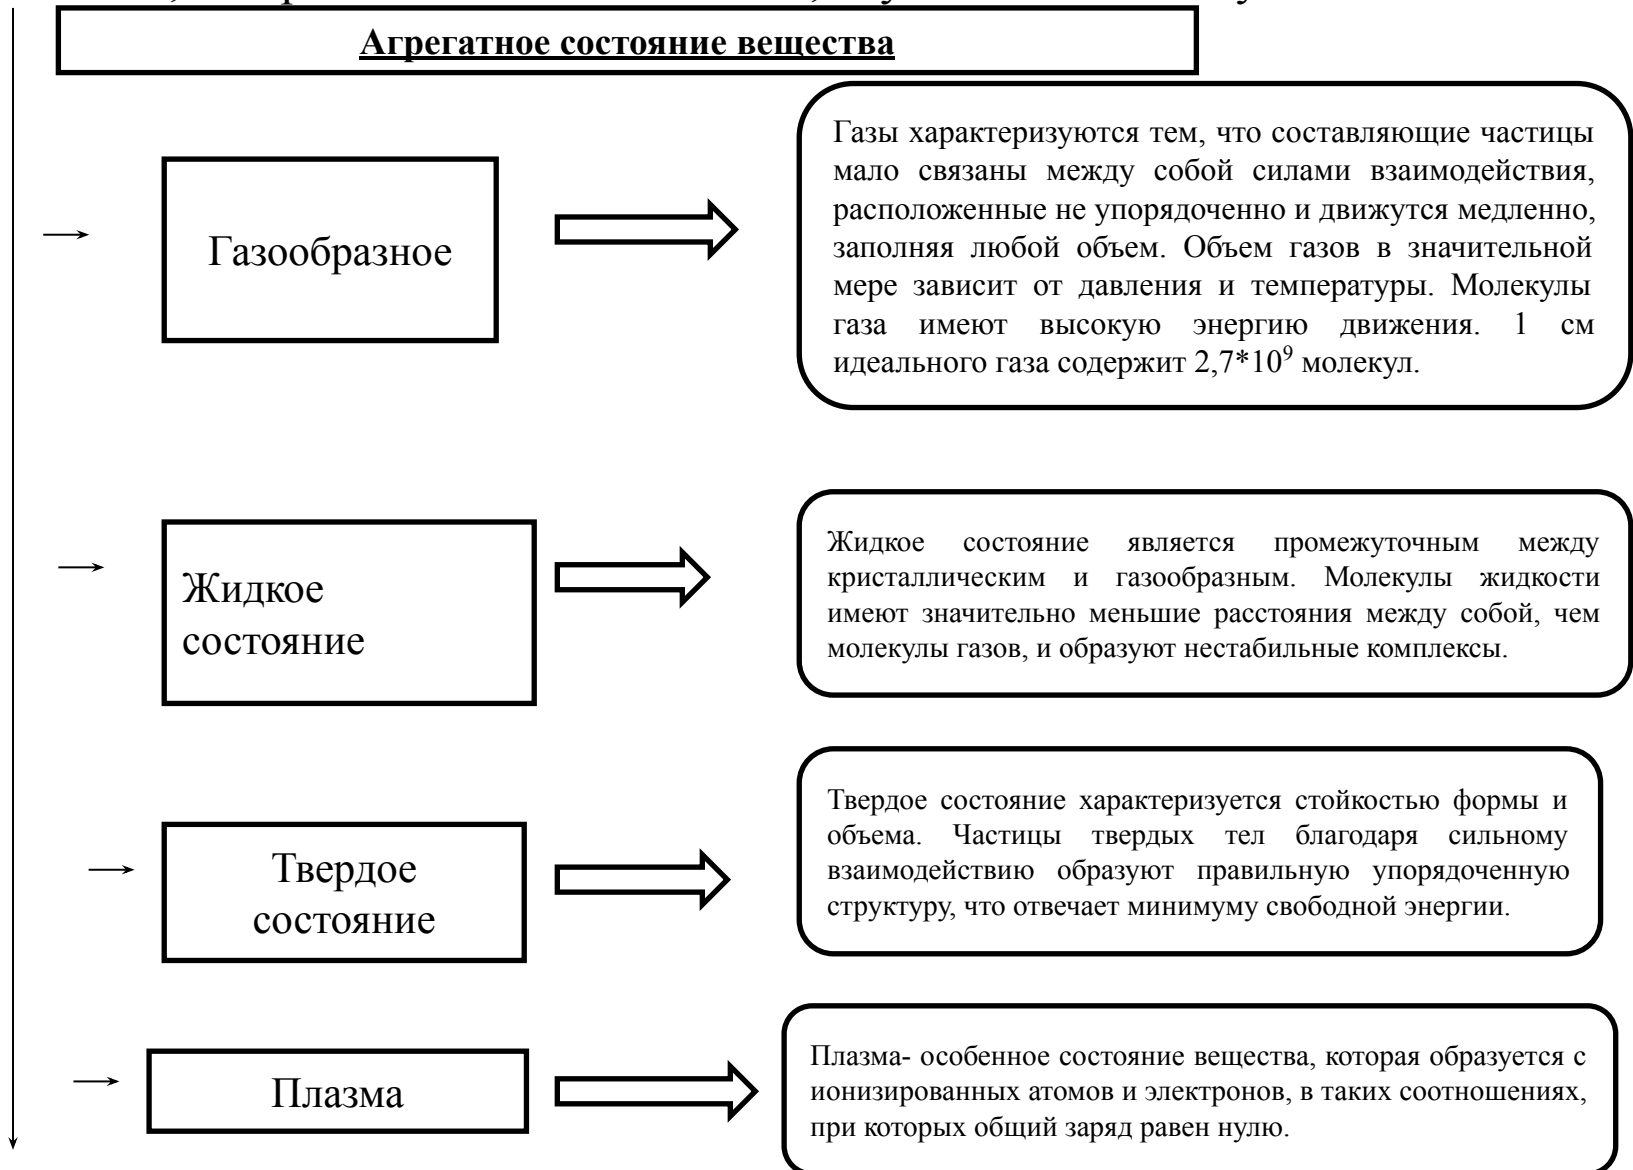 Агрегатное состояние вещества
Газообразное
Газы характеризуются тем, что составляющие частицы
мало связаны между собой силами взаимодействия,
расположенные не упорядоченно и движутся медленно,
заполняя любой объем. Объем газов в значительной
мере зависит от давления и температуры. Молекулы
газа имеют высокую энергию движения. 1 см
идеального газа содержит 2,7*10⁹ молекул.
Жидкое
состояние
Жидкое состояние является промежуточным между
кристаллическим и газообразным. Молекулы жидкости
имеют значительно меньшие расстояния между собой, чем
молекулы газов, и образуют нестабильные комплексы.
Твердое
состояние
Твердое состояние характеризуется стойкостью формы и
объема. Частицы твердых тел благодаря сильному
взаимодействию образуют правильную упорядоченную
структуру, что отвечает минимуму свободной энергии.
Плазма
Плазма- особенное состояние вещества, которая образуется с
ионизированных атомов и электронов, в таких соотношениях,
при которых общий заряд равен нулю.